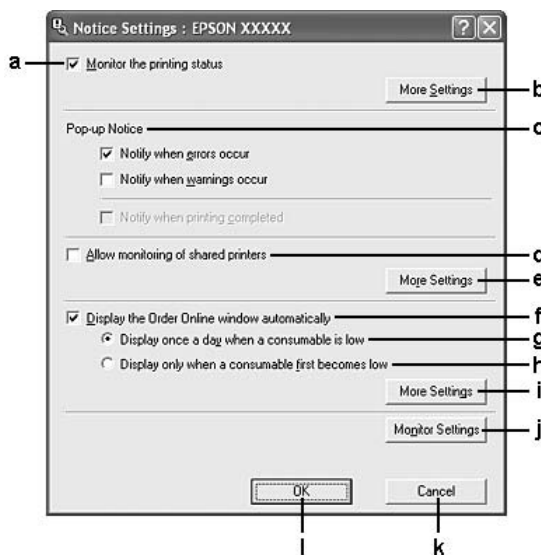 Notice Settings : EPSON XXXXX
a
Monitor the printing status
More Settings
b
Pop-up Notice
c
Notify when errors occur
Notify when warnings occur
Notify when printing completed
Allow monitoring of shared printers
d
More Settings
e
Display the Order Online window automatically
f
Display once a day when a consumable is low
g
Display only when a consumable first becomes low
h
More Settings
i
Monitor Settings
j
OK
Cancel
l
k